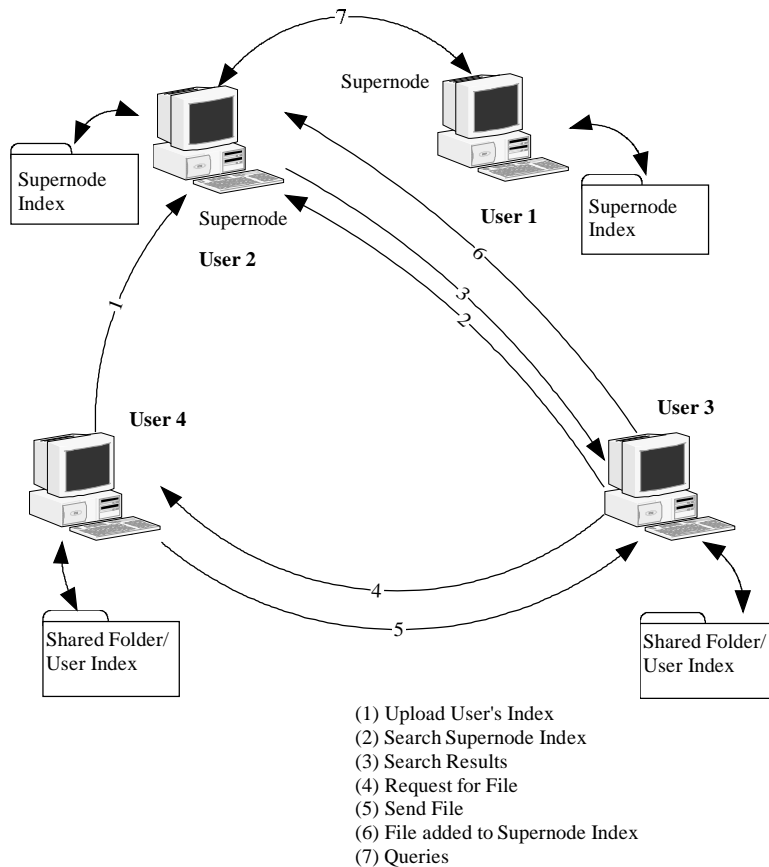 7
Supernode
Supernode
Index
Supernode
User 2
User 1
Supernode
Index
6
3
2
1
User 4
User 3
4
5
Shared Folder/
User Index
Shared Folder/
User Index
(1) Upload User's Index
(2) Search Supernode Index
(3) Search Results
(4) Request for File
(5) Send File
(6) File added to Supernode Index
(7) Queries